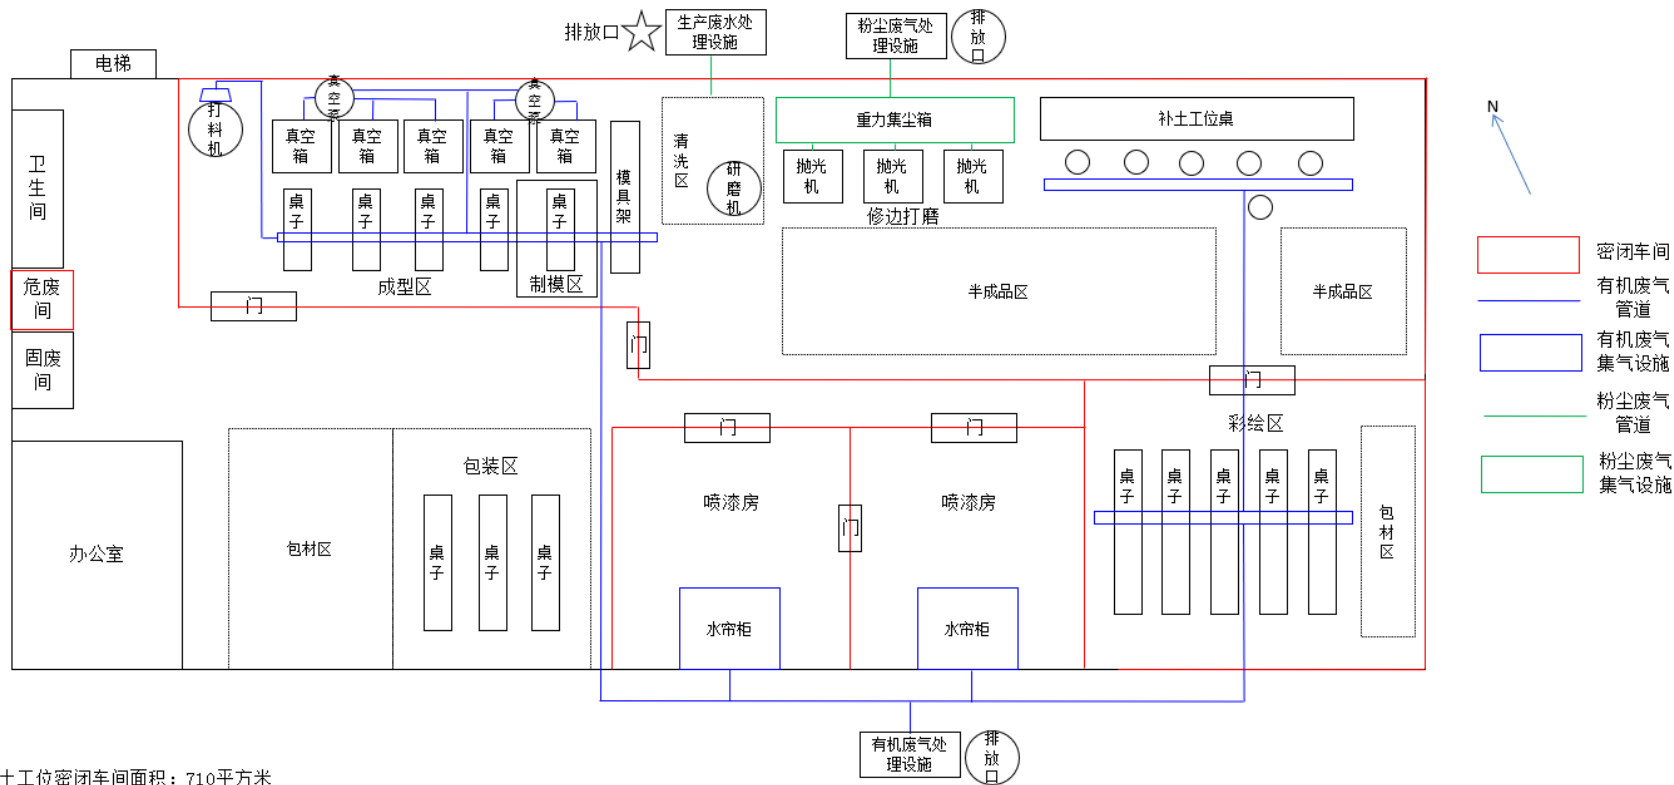 排放口
生产废水处
理设施
粉尘废气处
理设施
排
放
口
电梯
打
料
机
真
空
泵
真
空
泵
真空
箱
真空
箱
真空
箱
真空
箱
真空
箱
模
具
架
清
洗
区
研
磨
机
重力集尘箱
抛光
机
抛光
机
抛光
机
修边打磨
补土工位桌
N
卫
生
间
桌
子
桌
子
桌
子
桌
子
桌
子
成型区
制模区
危废
间
固废
间
门
门
半成品区
半成品区
门
密闭车间
有机废气
管道
有机废气
集气设施
粉尘废气
管道
粉尘废气
集气设施
门
门
彩绘区
办公室
包材区
包装区
桌
子
桌
子
桌
子
喷漆房
门
喷漆房
水帘柜
水帘柜
桌
子
桌
子
桌
子
桌
子
桌
子
包
材
区
有机废气处
理设施
排
放
口
土工位密闭车间面积：710平方米